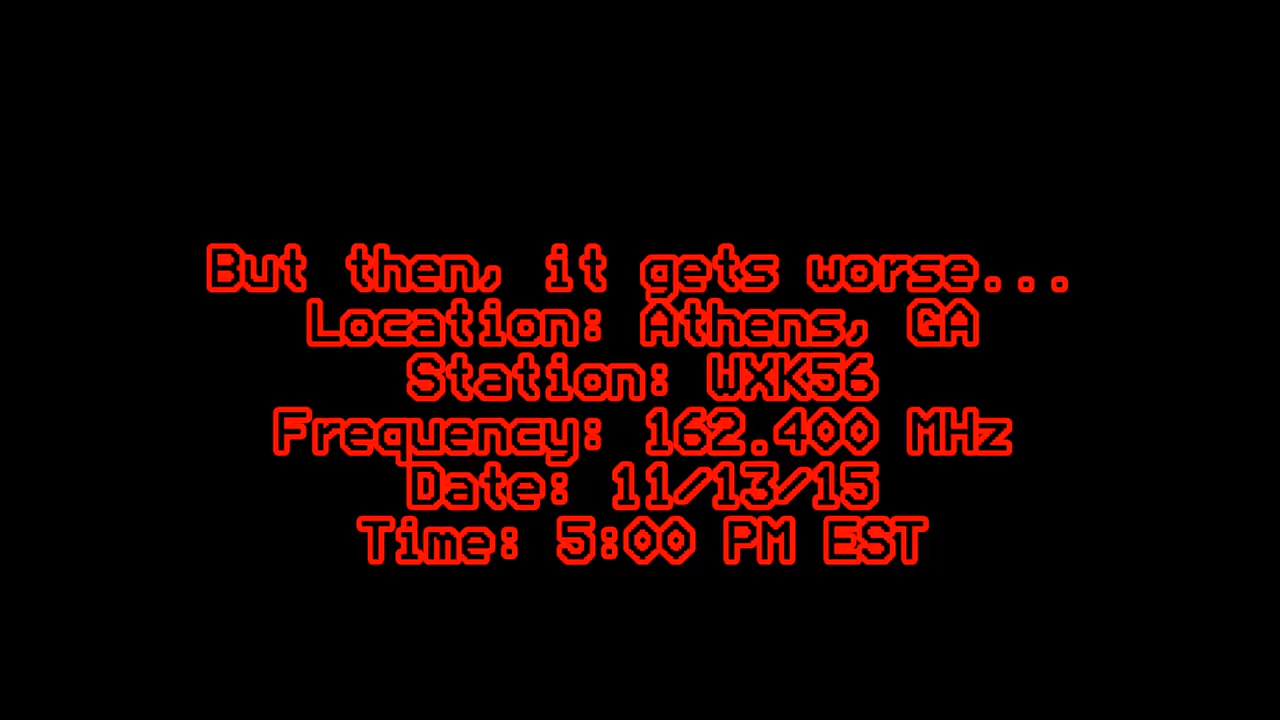 But then, it gets worse...
Location: Athens, GA
Station: WXK56
Frequency: 162.400 MHz
Date: 11/13/15
Time: 5:00 PM EST